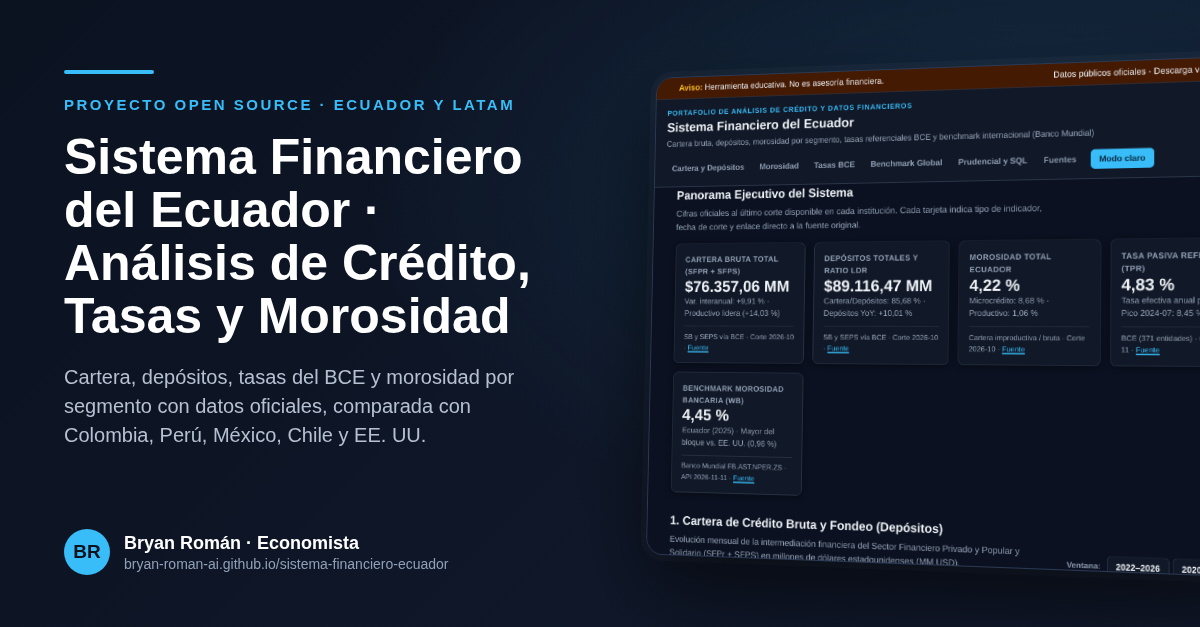 PROYECTO OPEN SOURCE · ECUADOR Y LATAM
Sistema Financiero
del Ecuador ·
Análisis de Crédito,
Tasas y Morosidad
Cartera, depósitos, tasas del BCE y morosidad por
segmento con datos oficiales, comparada con
Colombia, Perú, México, Chile y EE. UU.
BR
Bryan Román · Economista
bryan-roman-ai.github.io/sistema-financiero-ecuador
Aviso: Herramienta educativa. No es asesoría financiera.
Datos públicos oficiales · Descarga
PORTAFOLIO DE ANÁLISIS DE CRÉDITO Y DATOS FINANCIEROS
Sistema Financiero del Ecuador
Cartera bruta, depósitos, morosidad por segmento, tasas referenciales BCE y benchmark internacional (Banco Mundial)
Cartera y Depósitos Morosidad Tasas BCE Benchmark Global Prudencial y SQL Fuentes Modo claro
Panorama Ejecutivo del Sistema
Cifras oficiales al último corte disponible en cada institución. Cada tarjeta indica tipo de indicador,
fecha de corte y enlace directo a la fuente original.
CARTERA BRUTA TOTAL
(SFPR + SFPS)
$76.357,06 MM
Var. interanual: +9,91 % ·
Productivo lidera (+14,03 %)
SB y SEPS vía BCE · Corte 2026-10
· Fuente
DEPÓSITOS TOTALES Y
RATIO LDR
$89.116,47 MM
Cartera/Depósitos: 85,68 % ·
Depósitos YoY: +10,01 %
SB y SEPS vía BCE · Corte 2026-10
· Fuente
MOROSIDAD TOTAL
ECUADOR
4,22 %
Microcrédito: 8,68 % ·
Productivo: 1,06 %
Cartera improductiva / bruta · Corte
2026-10 · Fuente
TASA PASIVA
(TPR)
4,83 %
Tasa efectiva anual
Pico 2024-07: 8,45
BCE (371 entidades) ·
11 · Fuente
BENCHMARK MOROSIDAD
BANCARIA (WB)
4,45 %
Ecuador (2025) · Mayor del
bloque vs. EE. UU. (0,96 %)
Banco Mundial FB.AST.NPER.ZS ·
API 2026-11-11 · Fuente
1. Cartera de Crédito Bruta y Fondeo (Depósitos)
Evolución mensual de la intermediación financiera del Sector Financiero Privado y Popular y
Solidario (SFPr + SFPS) en millones de dólares estadounidenses (MM USD).
Ventana: 2022–2026